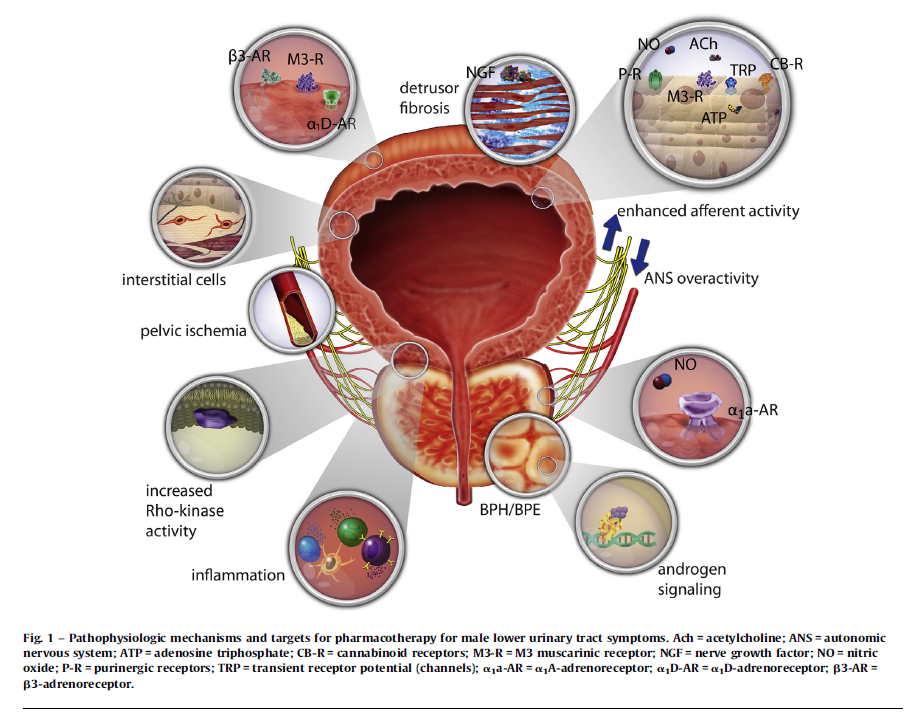 β3-AR
M3-R
α₁D-AR
NGF
detrusor
fibrosis
NO
ACh
P-R
TRP
CB-R
M3-R
ATP
enhanced afferent activity
ANS overactivity
interstitial cells
pelvic ischemia
NO
α₁a-AR
increased
Rho-kinase
activity
BPH/BPE
inflammation
androgen
signaling
Fig. 1 – Pathophysiologic mechanisms and targets for pharmacotherapy for male lower urinary tract symptoms. Ach = acetylcholine; ANS = autonomic
nervous system; ATP = adenosine triphosphate; CB-R = cannabinoid receptors; M3-R = M3 muscarinic receptor; NGF = nerve growth factor; NO = nitric
oxide; P-R = purinergic receptors; TRP = transient receptor potential (channels); α₁a-AR = α₁A-adrenoreceptor; α₁D-AR = α₁D-adrenoreceptor; β3-AR =
β3-adrenoreceptor.